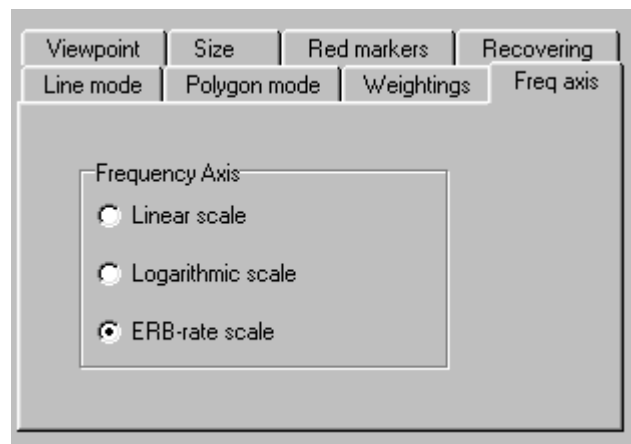 Viewpoint Size Red markers Recovering
Line mode Polygon mode Weightings Freq axis
Frequency Axis
Linear scale
Logarithmic scale
ERB-rate scale